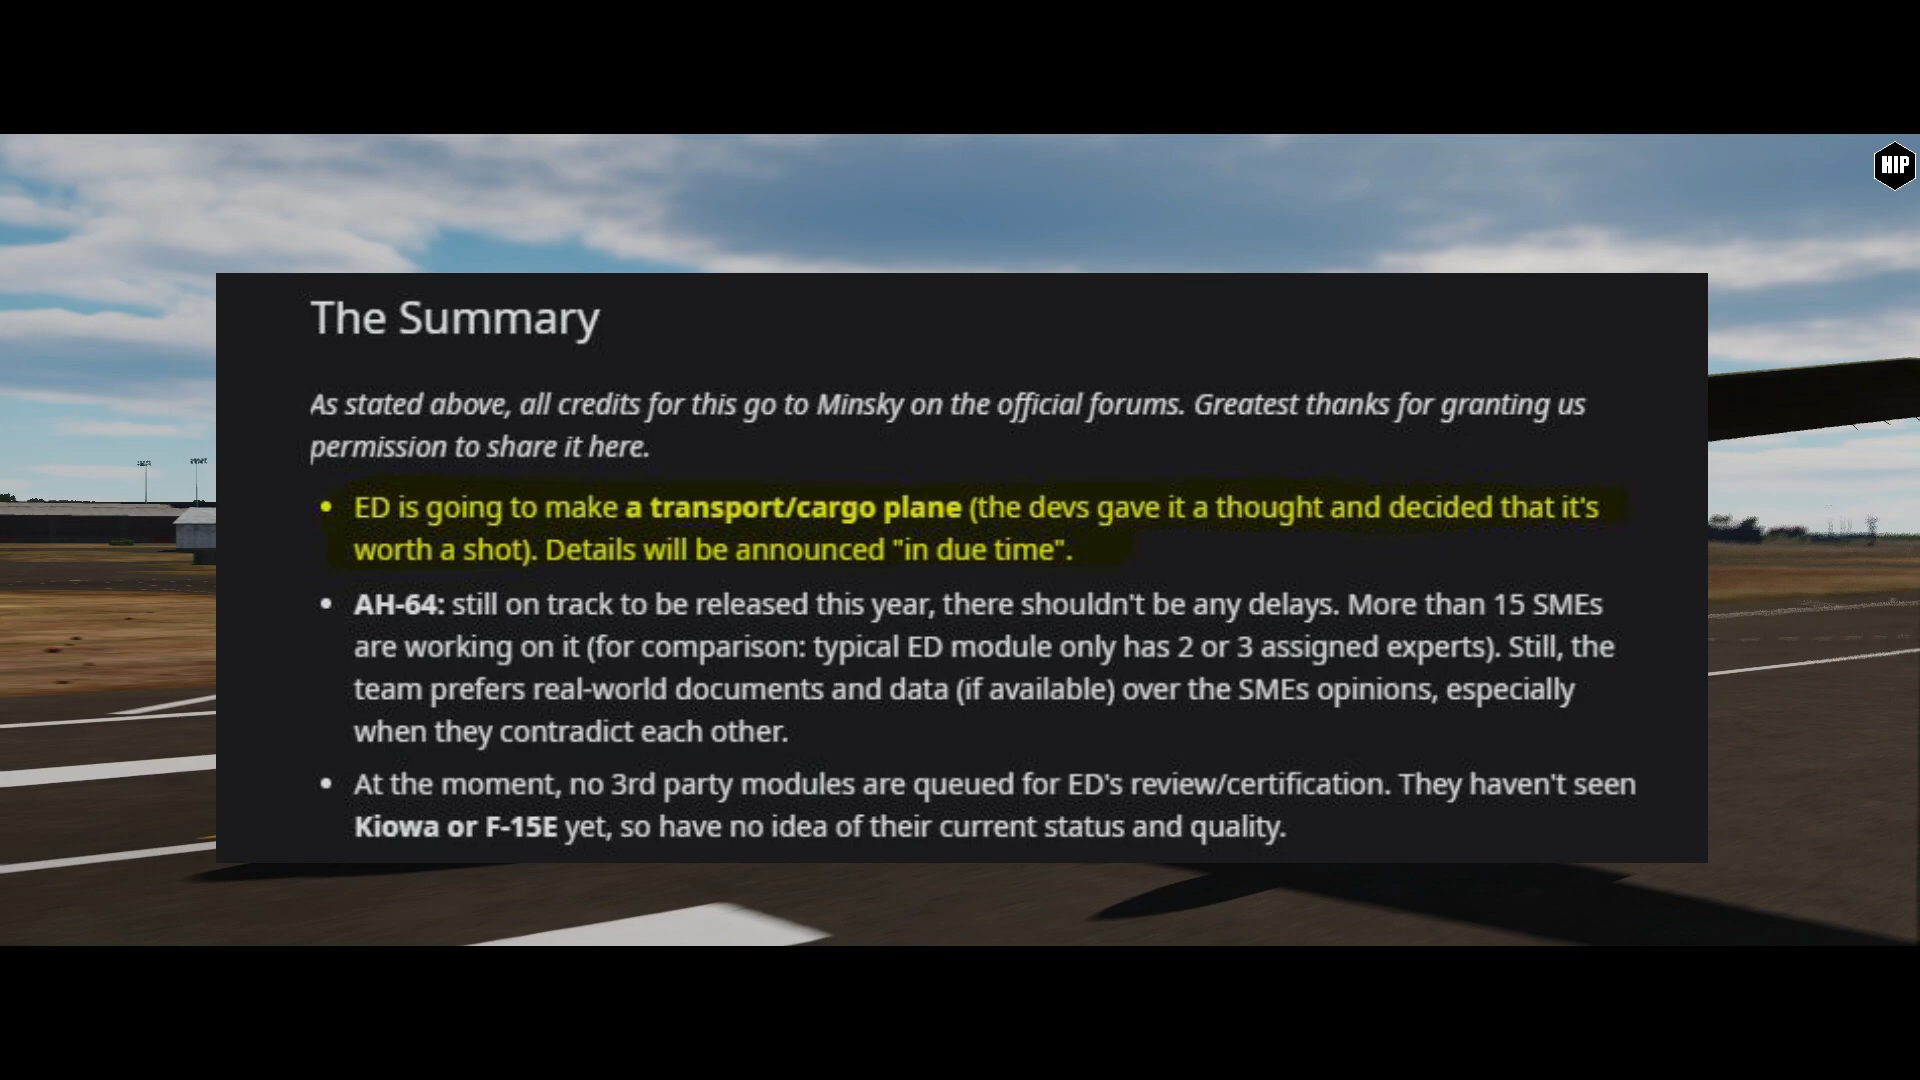 HIP
The Summary
As stated above, all credits for this go to Minsky on the official forums. Greatest thanks for granting us
permission to share it here.
• ED is going to make a transport/cargo plane (the devs gave it a thought and decided that it's
worth a shot). Details will be announced "in due time".
• AH-64: still on track to be released this year, there shouldn't be any delays. More than 15 SMEs
are working on it (for comparison: typical ED module only has 2 or 3 assigned experts). Still, the
team prefers real-world documents and data (if available) over the SMEs opinions, especially
when they contradict each other.
• At the moment, no 3rd party modules are queued for ED's review/certification. They haven't seen
Kiowa or F-15E yet, so have no idea of their current status and quality.